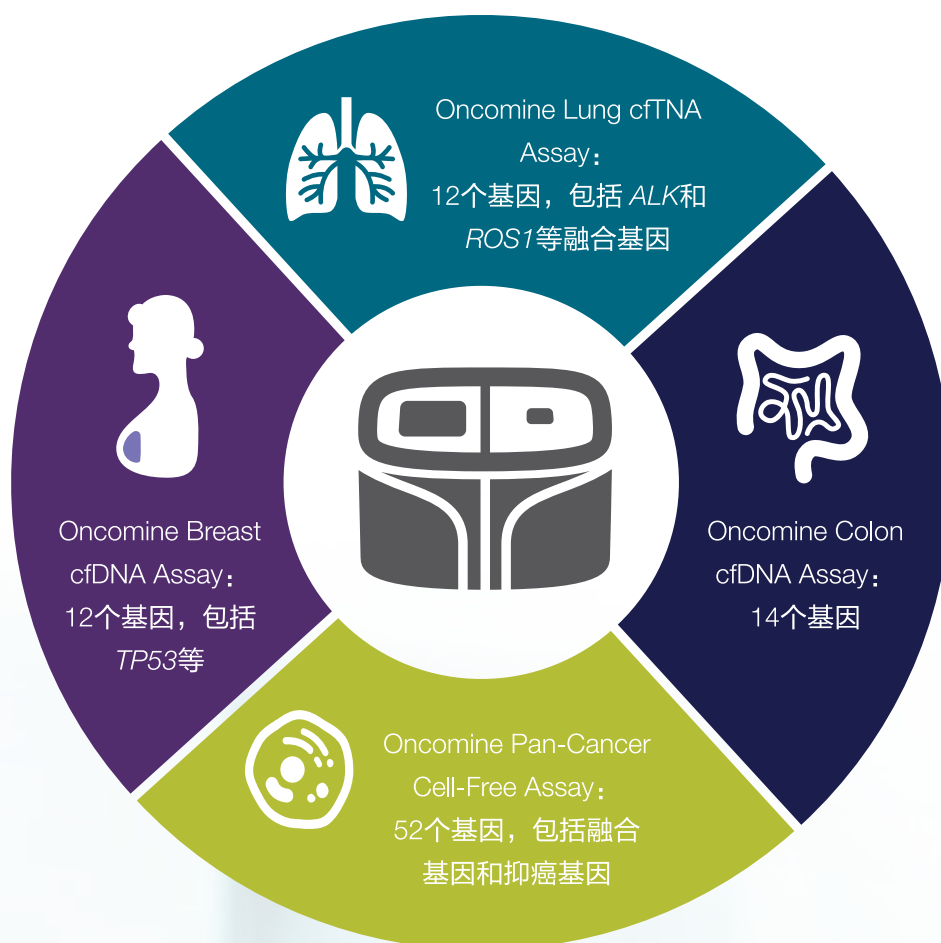 Oncomine Lung cfTNA
Assay：
12个基因，包括 ALK和
ROS1等融合基因
Oncomine Breast
cfDNA Assay：
12个基因，包括
TP53等
Oncomine Colon
cfDNA Assay：
14个基因
Oncomine Pan-Cancer
Cell-Free Assay：
52个基因，包括融合
基因和抑癌基因